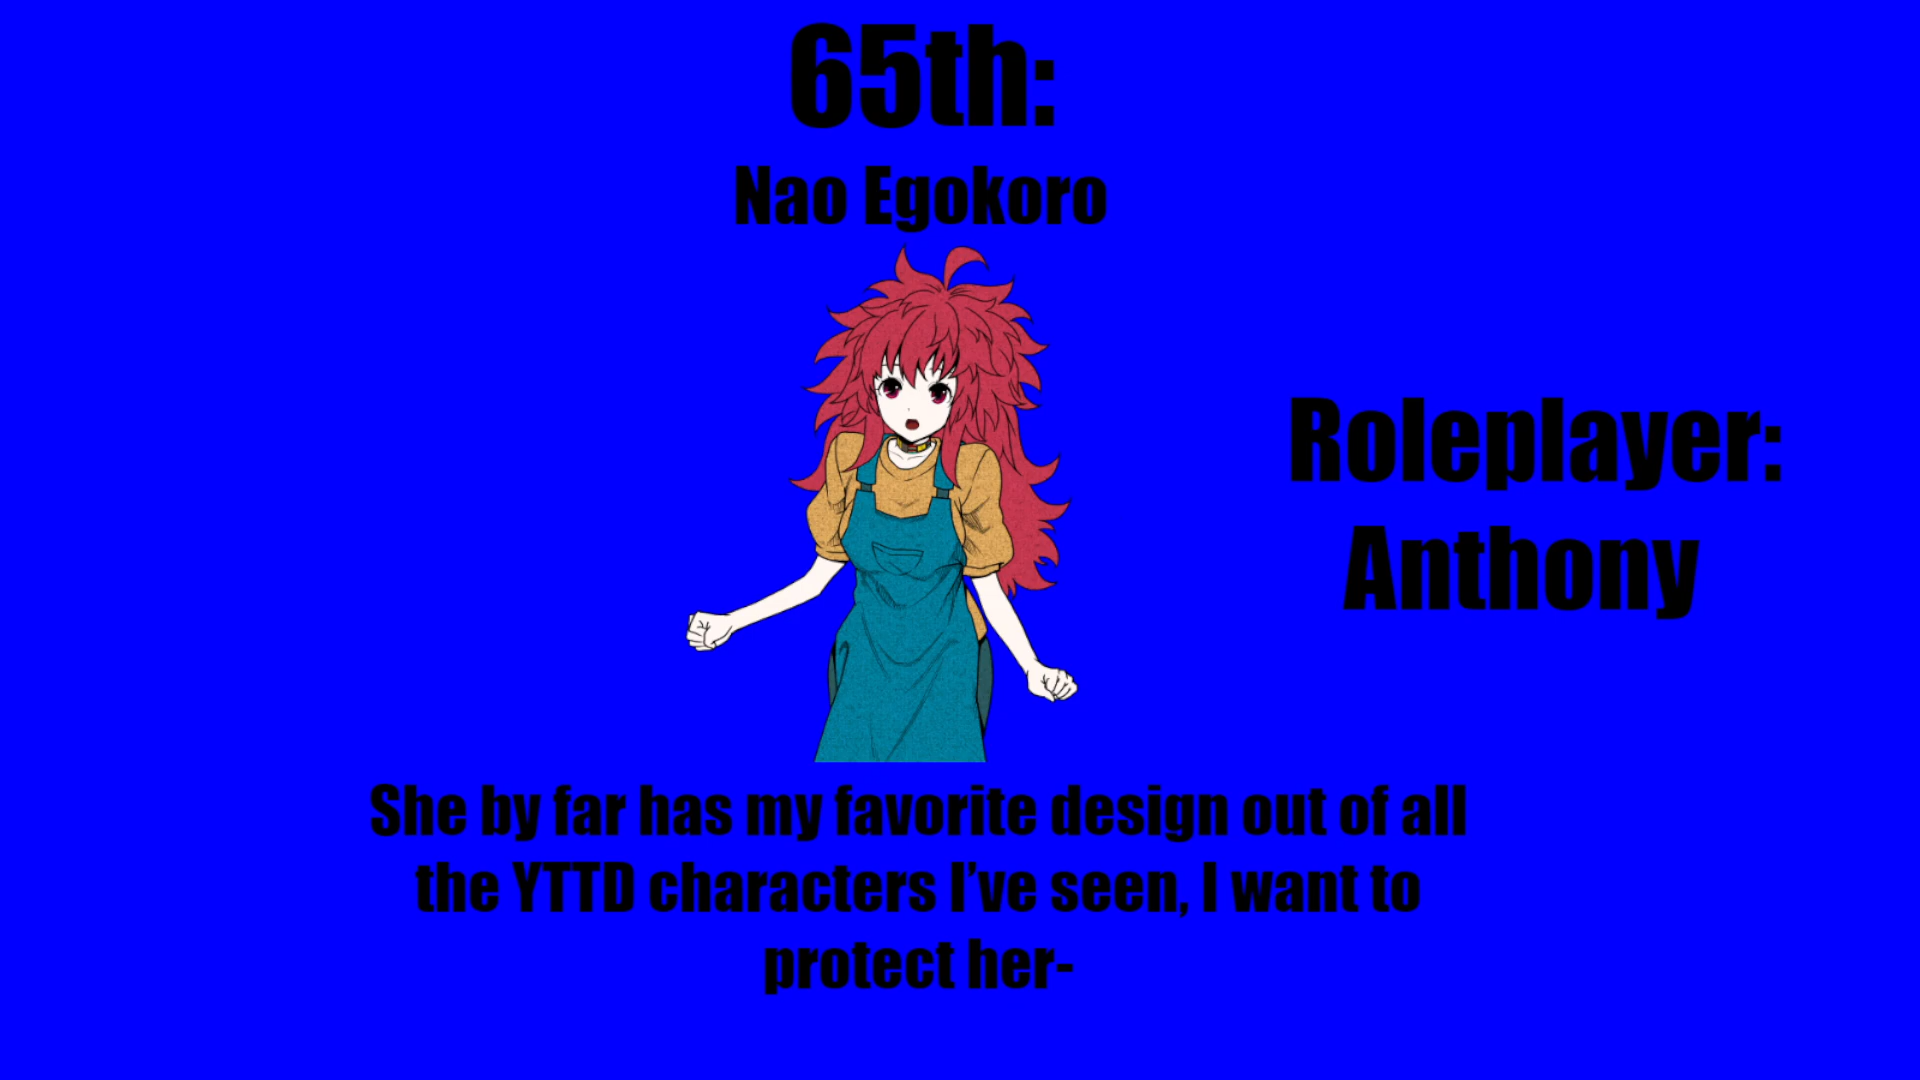 65th:
Nao Egokoro
Roleplayer:
Anthony
She by far has my favorite design out of all
the YTTD characters I’ve seen, I want to
protect her-